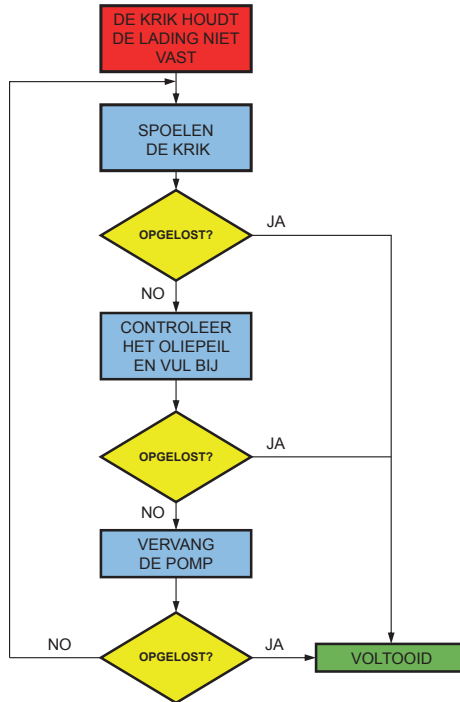 DE KRIK HOUDT
DE LADING NIET
VAST
SPOELEN
DE KRIK
OPGELOST?
JA
NO
CONTROLEER
HET OLIEPEIL
EN VUL BIJ
OPGELOST?
JA
NO
VERVANG
DE POMP
NO
OPGELOST?
JA
VOLTOOID